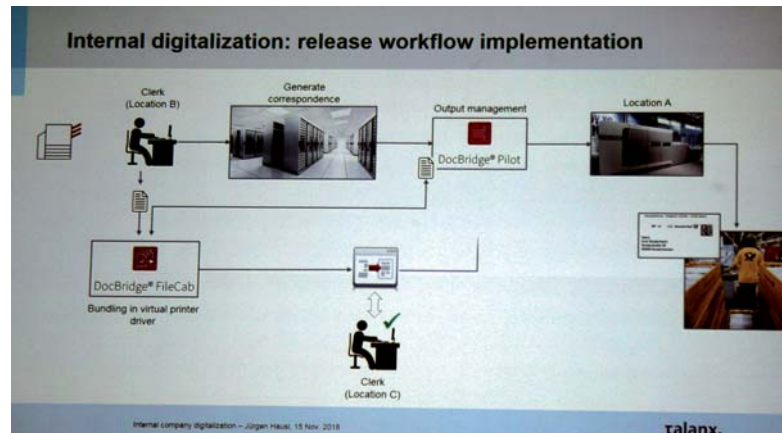 Internal digitalization: release workflow implementation
Clerk
(Location B)
Generate
correspondence
Output management
Location A
DocBridge® Pilot
DocBridge® FileCab
Bundling in virtual printer
driver
Clerk
(Location C)
Internal company digitalization – Jürgen Hausl, 15 Nov. 2018
talanx.